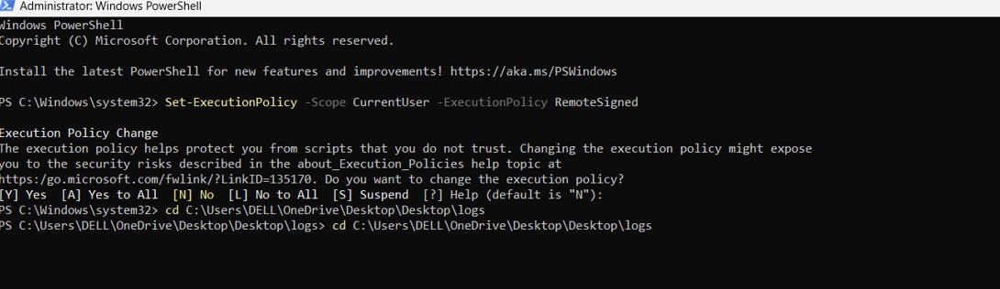 Administrator: Windows PowerShell
Windows PowerShell
Copyright (C) Microsoft Corporation. All rights reserved.
Install the latest PowerShell for new features and improvements! https://aka.ms/PSWindows
PS C:\Windows\system32> Set-ExecutionPolicy -Scope CurrentUser -ExecutionPolicy RemoteSigned
Execution Policy Change
The execution policy helps protect you from scripts that you do not trust. Changing the execution policy might expose
you to the security risks described in the about_Execution_Policies help topic at
https:/go.microsoft.com/fwlink/?LinkID=135170. Do you want to change the execution policy?
[Y] Yes  [A] Yes to All  [N] No  [L] No to All  [S] Suspend  [?] Help (default is "N"):
PS C:\Windows\system32> cd C:\Users\DELL\OneDrive\Desktop\Desktop\logs
PS C:\Users\DELL\OneDrive\Desktop\Desktop\logs> cd C:\Users\DELL\OneDrive\Desktop\Desktop\logs